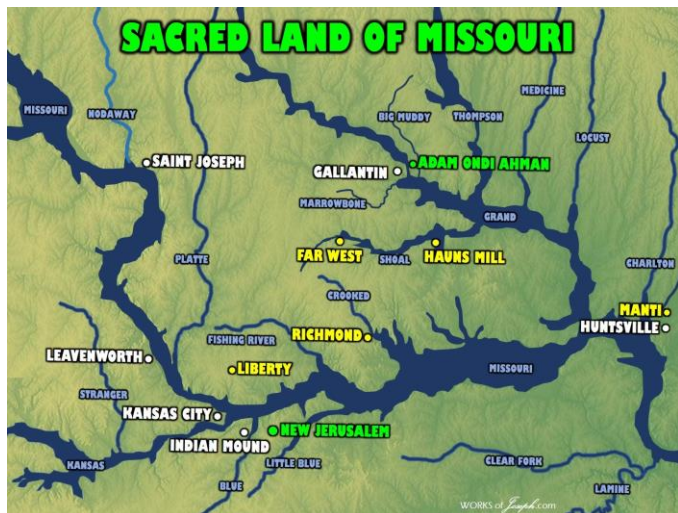 SACRED LAND OF MISSOURI
MEDICINE
MISSOURI
NODAWAY
BIG MUDDY
THOMPSON
LOCUST
SAINT JOSEPH
GALLANTIN
ADAM ONDI AHMAN
MARROWBONE
GRAND
PLATTE
FAR WEST
SHOAL
HAUNS MILL
CHARLTON
CROOKED
MANTI
RICHMOND
HUNTSVILLE
FISHING RIVER
LEAVENWORTH
LIBERTY
MISSOURI
STRANGER
KANSAS CITY
NEW JERUSALEM
INDIAN MOUND
KANSAS
LITTLE BLUE
CLEAR FORK
BLUE
LAMINE
WORKS of Joseph.com